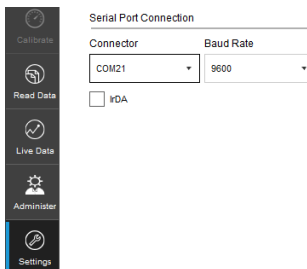 Serial Port Connection
Connector Baud Rate
COM21 9600
IrDA
Calibrate
Read Data
Live Data
Administer
Settings